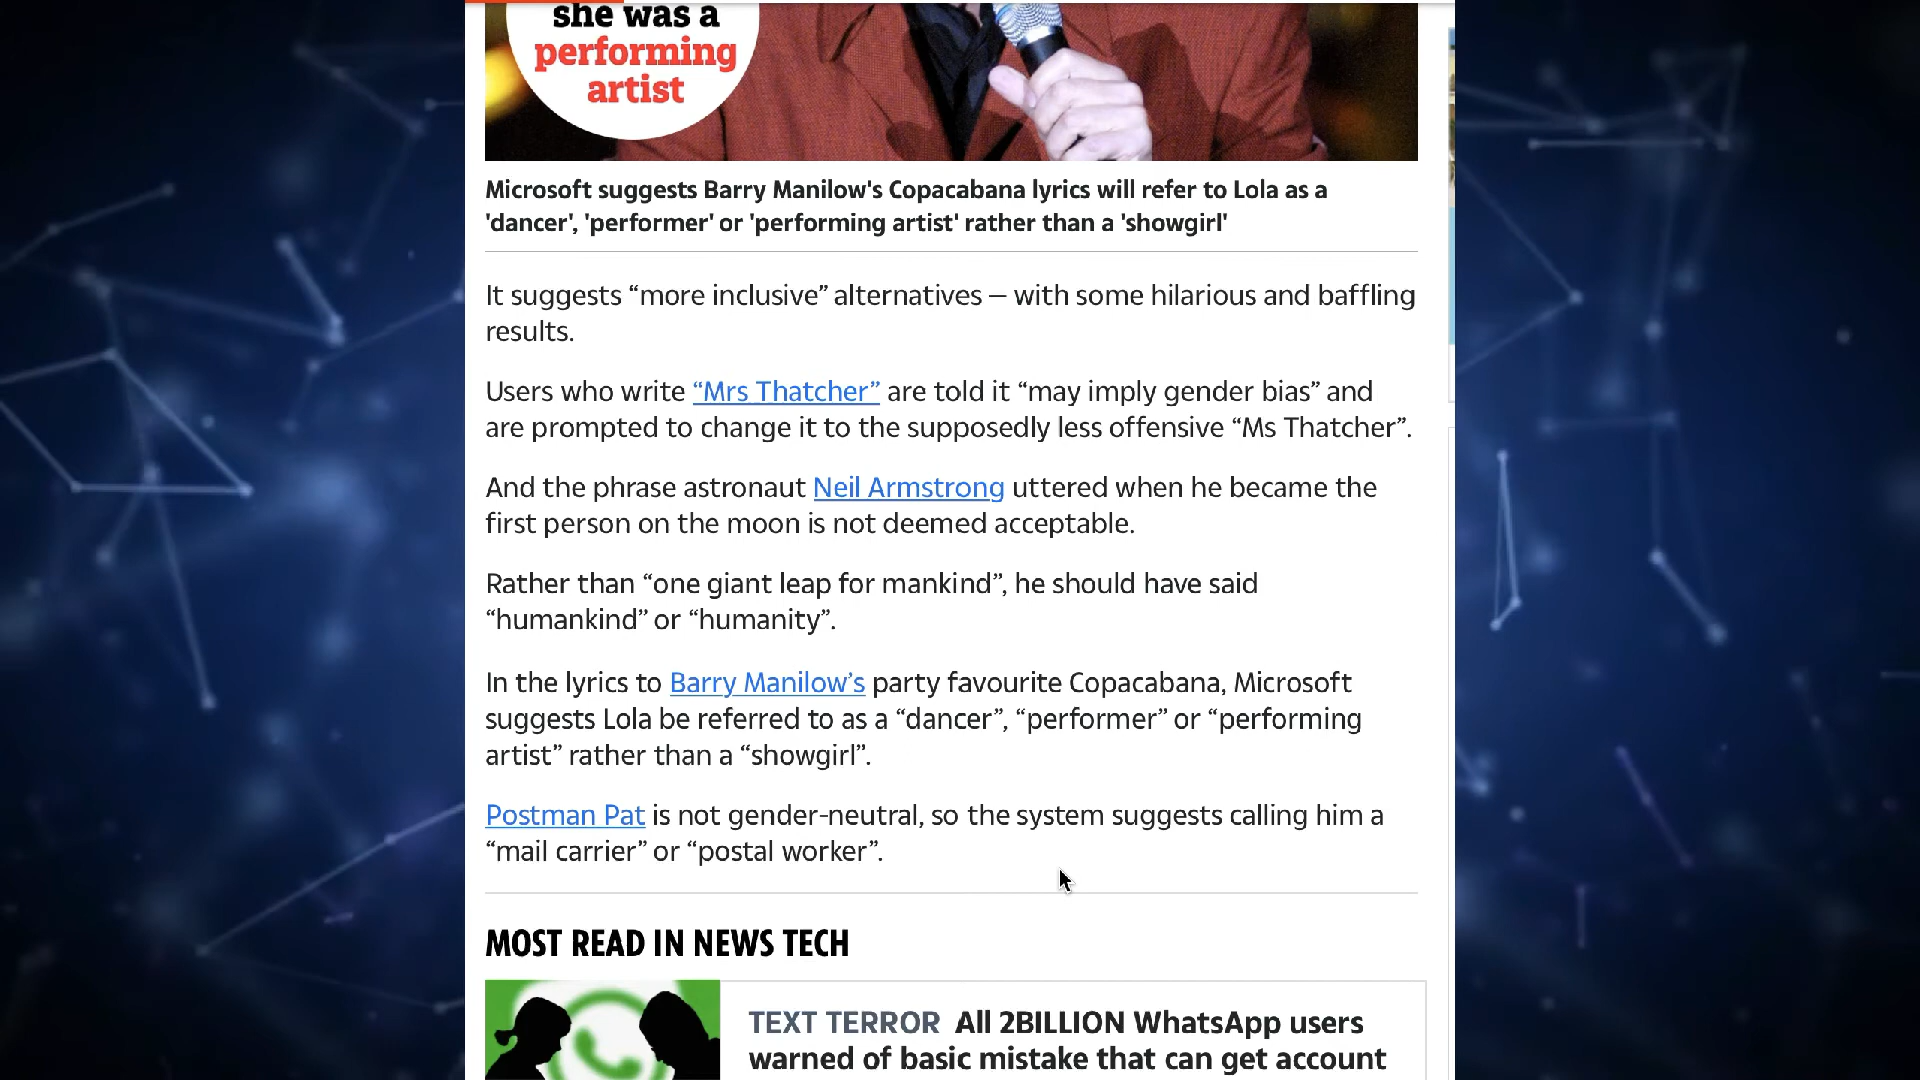 she was a
performing
artist
Microsoft suggests Barry Manilow's Copacabana lyrics will refer to Lola as a
'dancer', 'performer' or 'performing artist' rather than a 'showgirl'
It suggests “more inclusive” alternatives — with some hilarious and baffling
results.
Users who write “Mrs Thatcher” are told it “may imply gender bias” and
are prompted to change it to the supposedly less offensive “Ms Thatcher”.
And the phrase astronaut Neil Armstrong uttered when he became the
first person on the moon is not deemed acceptable.
Rather than “one giant leap for mankind”, he should have said
“humankind” or “humanity”.
In the lyrics to Barry Manilow’s party favourite Copacabana, Microsoft
suggests Lola be referred to as a “dancer”, “performer” or “performing
artist” rather than a “showgirl”.
Postman Pat is not gender-neutral, so the system suggests calling him a
“mail carrier” or “postal worker”.
MOST READ IN NEWS TECH
TEXT TERROR All 2BILLION WhatsApp users
warned of basic mistake that can get account